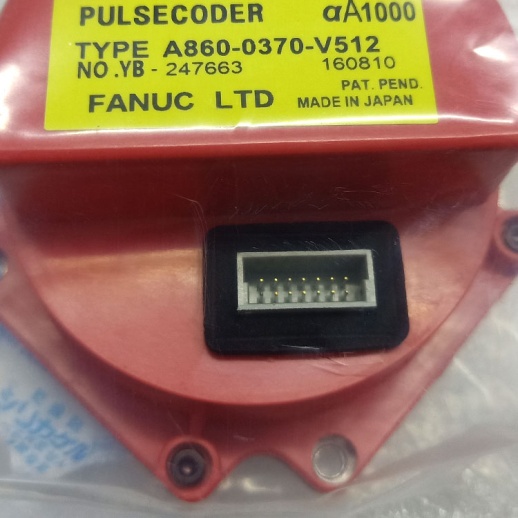 PULSECODER αA1000
TYPE A860-0370-V512
NO.YB - 247663 160810
PAT. PEND.
FANUC LTD MADE IN JAPAN